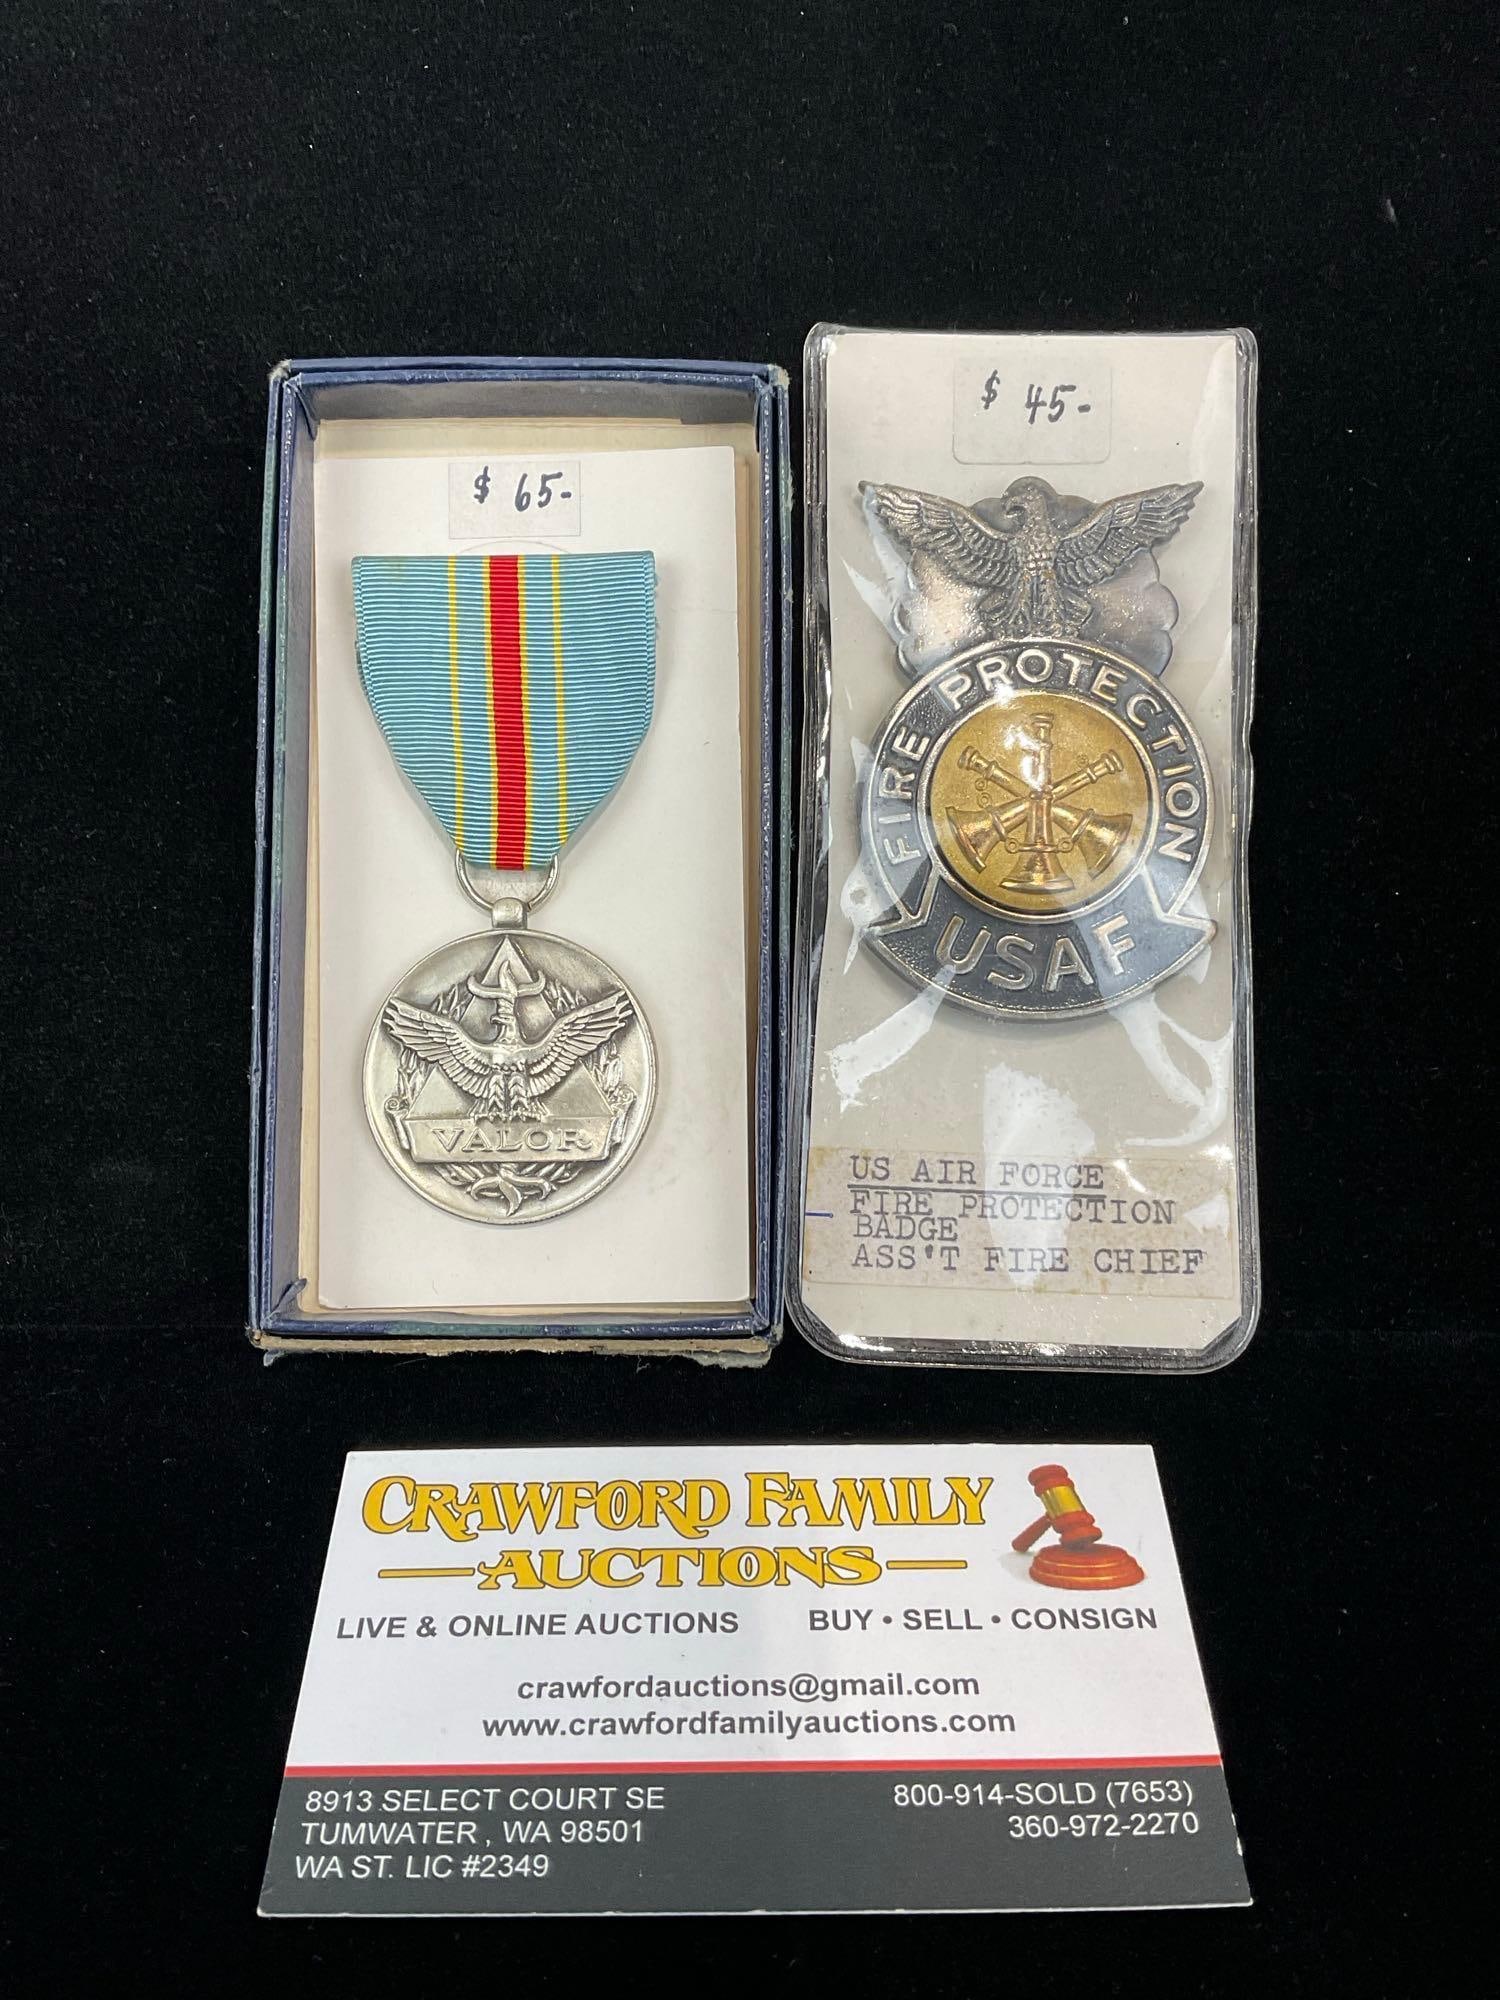 $ 65-
VALOR
$ 45-
FIRE PROTECTION
USAF
US AIR FORCE
FIRE PROTECTION
BADGE
ASS'T FIRE CHIEF
CRAWFORD FAMILY
AUCTIONS
LIVE & ONLINE AUCTIONS BUY • SELL • CONSIGN
crawfordauctions@gmail.com
www.crawfordfamilyauctions.com
8913 SELECT COURT SE 800-914-SOLD (7653)
TUMWATER, WA 98501 360-972-2270
WA ST. LIC #2349